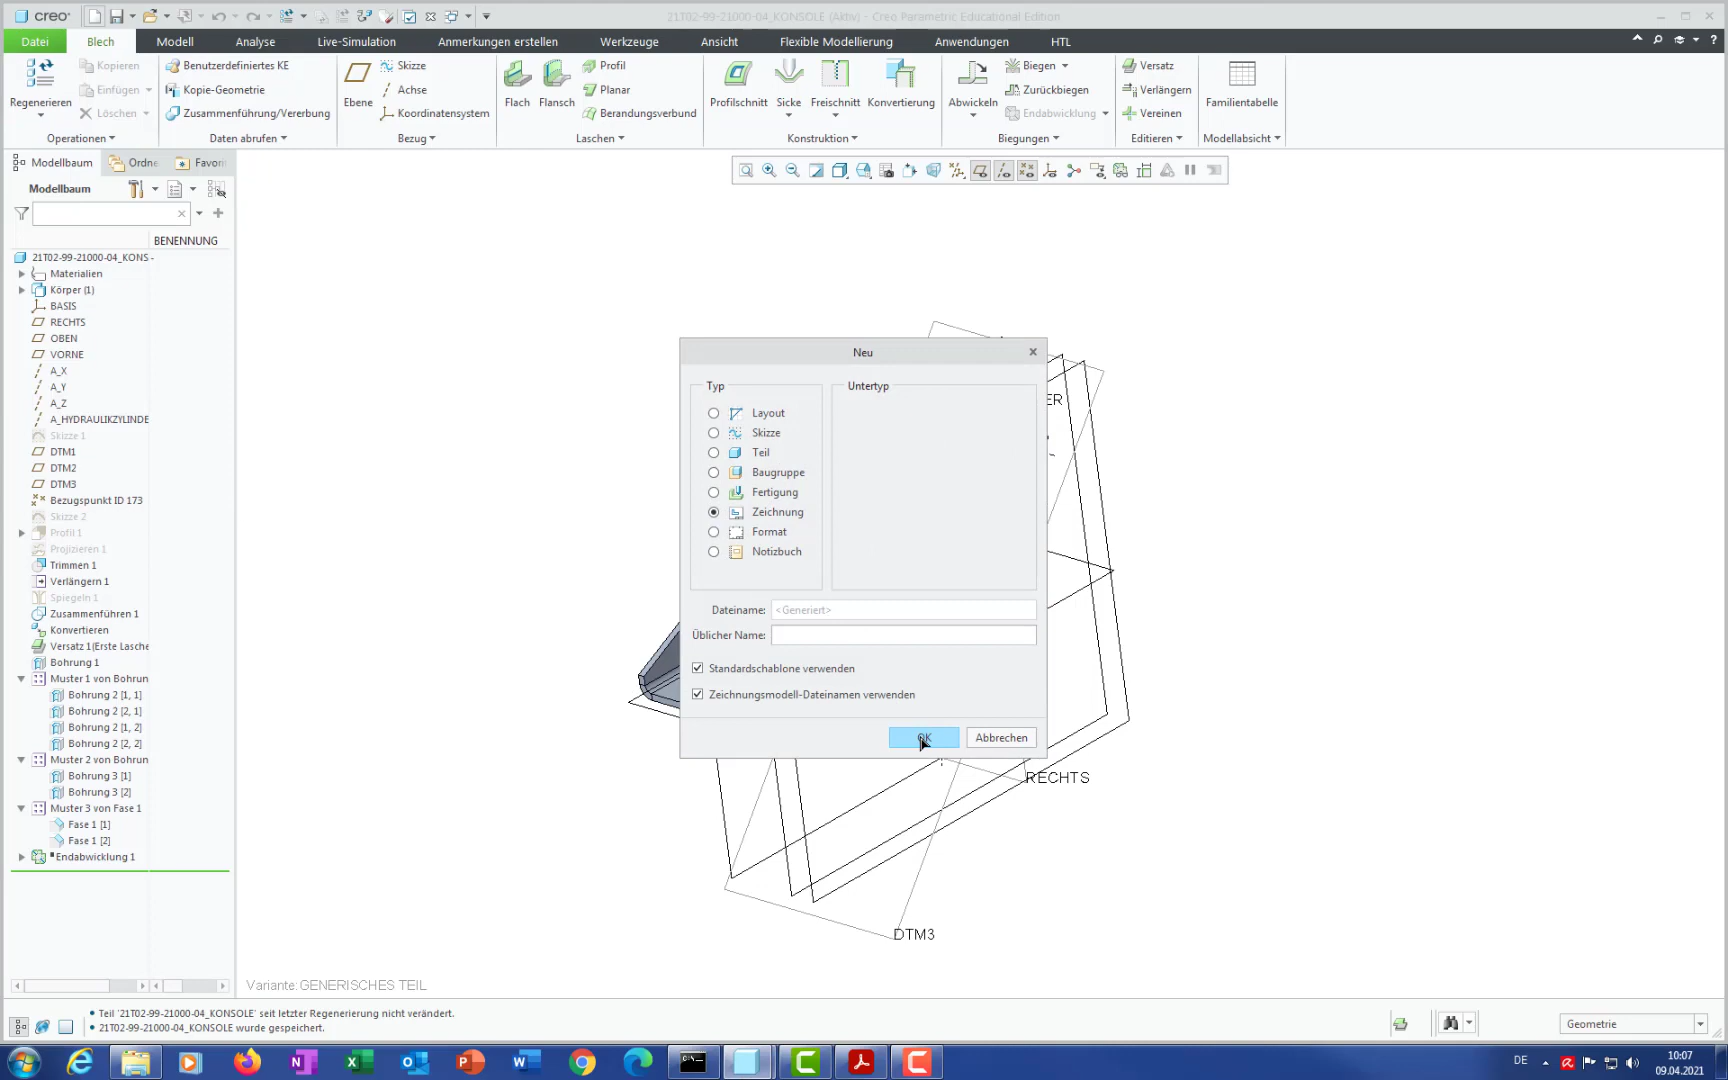 creo
21T02-99-21000-04_KONSOLE (Aktiv) - Creo Parametric Educational Edition
Datei Blech Modell Analyse Live-Simulation Anmerkungen erstellen Werkzeuge Ansicht Flexible Modellierung Anwendungen HTL
Kopieren Benutzerdefiniertes KE Skizze Profil Biegen Versatz
Einfügen Kopie-Geometrie Achse Planar Zurückbiegen Verlängern
Regenerieren Ebene Flach Flansch Profilschnitt Sicke Freischnitt Konvertierung Abwickeln Familientabelle
Löschen Zusammenführung/Vererbung Koordinatensystem Berandungsverbund Endabwicklung Vereinen
Operationen Daten abrufen Bezug Laschen Konstruktion Biegungen Editieren Modellabsicht
Modellbaum Ordne Favori
Modellbaum
BENENNUNG
21T02-99-21000-04_KONS -
Materialien
Körper (1)
BASIS
RECHTS
OBEN
VORNE
A_X
A_Y
A_Z
A_HYDRAULIKZYLINDE
Skizze 1
DTM1
DTM2
DTM3
Bezugspunkt ID 173
Skizze 2
Profil 1
Projizieren 1
Trimmen 1
Verlängern 1
Spiegeln 1
Zusammenführen 1
Konvertieren
Versatz 1(Erste Lasche
Bohrung 1
Muster 1 von Bohrun
Bohrung 2 [1, 1]
Bohrung 2 [2, 1]
Bohrung 2 [1, 2]
Bohrung 2 [2, 2]
Muster 2 von Bohrun
Bohrung 3 [1]
Bohrung 3 [2]
Muster 3 von Fase 1
Fase 1 [1]
Fase 1 [2]
Endabwicklung 1
Neu
Typ Untertyp
Layout
Skizze
Teil
Baugruppe
Fertigung
Zeichnung
Format
Notizbuch
Dateiname: <Generiert>
Üblicher Name:
Standardschablone verwenden
Zeichnungsmodell-Dateinamen verwenden
OK Abbrechen
ER
RECHTS
DTM3
Variante: GENERISCHES TEIL
• Teil '21T02-99-21000-04_KONSOLE' seit letzter Regenerierung nicht verändert.
• 21T02-99-21000-04_KONSOLE wurde gespeichert.
Geometrie
DE
10:07
09.04.2021